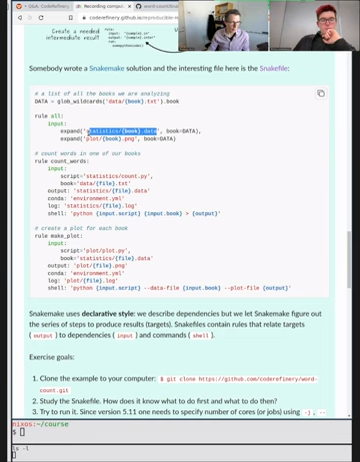 Recording compu
coderefinery.github.io/reproducible-re
Create a needed
intermediate result
Somebody wrote a Snakemake solution and the interesting file here is the Snakefile:
# a list of all the books we are analyzing
DATA = glob_wildcards('data/{book}.txt').book
rule all:
input:
expand('statistics/{book}.data', book=DATA),
expand('plot/{book}.png', book=DATA)
# count words in one of our books
rule count_words:
input:
script='statistics/count.py',
book='data/{file}.txt'
output: 'statistics/{file}.data'
conda: 'environment.yml'
log: 'statistics/{file}.log'
shell: 'python {input.script} {input.book} > {output}'
# create a plot for each book
rule make_plot:
input:
script='plot/plot.py',
book='statistics/{file}.data'
output: 'plot/{file}.png'
conda: 'environment.yml'
log: 'plot/{file}.log'
shell: 'python {input.script} --data-file {input.book} --plot-file {output}'
Snakemake uses declarative style: we describe dependencies but we let Snakemake figure out
the series of steps to produce results (targets). Snakefiles contain rules that relate targets
( output ) to dependencies ( input ) and commands ( shell ).
Exercise goals:
1. Clone the example to your computer: $ git clone https://github.com/coderefinery/word-
count.git
2. Study the Snakefile. How does it know what to do first and what to do then?
3. Try to run it. Since version 5.11 one needs to specify number of cores (or jobs) using -j , --
nixos:~/course
$
ls -l